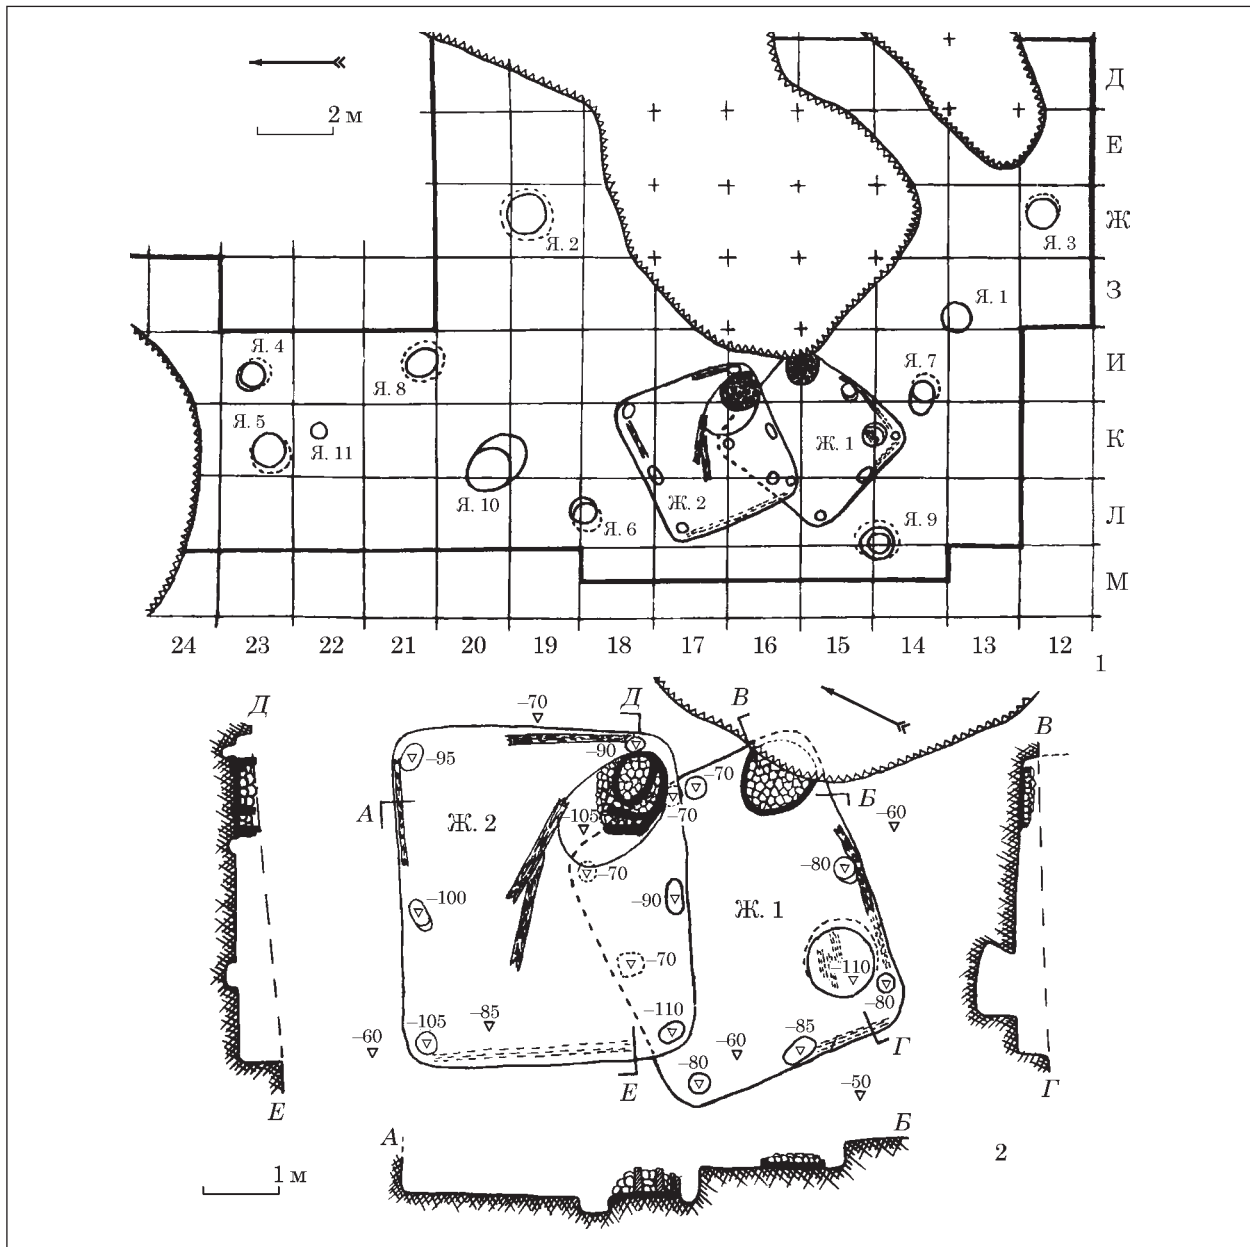 2 м
Д
Е
Ж
З
И
К
Л
М
Я. 2
Я. 3
Я. 1
Я. 4
Я. 8
Я. 7
Я. 5
Я. 11
Ж. 1
Я. 10
Ж. 2
Я. 6
Я. 9
24 23 22 21 20 19 18 17 16 15 14 13 12
1
Д
–70
Д
В
В
–90
–95
–70
Б
А
–70
–60
Ж. 2
–105
–80
–70
–100
–90
Ж. 1
–70
–110
–80
–110
–85
–105
–85
–60
–60
Г
–80
Е
–50
Г
Е
А
Б
2
1 м